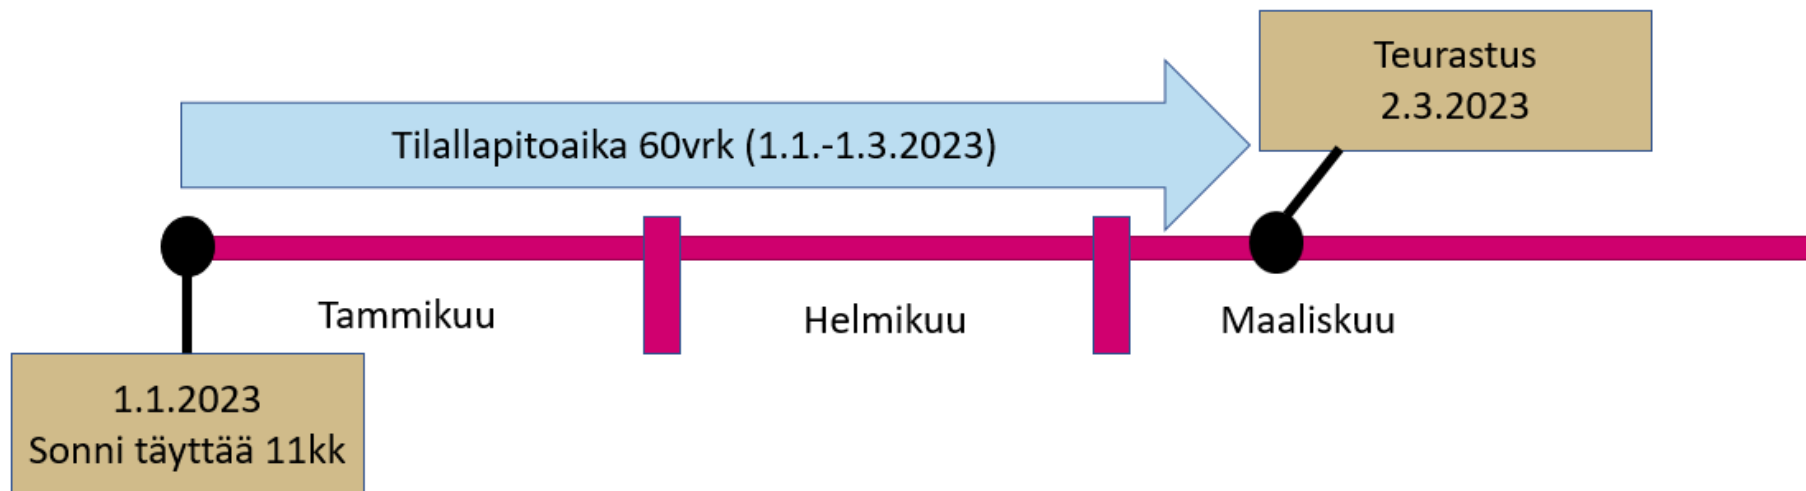 Teurastus
2.3.2023
Tilallapitoaika 60vrk (1.1.-1.3.2023)
Tammikuu
Helmikuu
Maaliskuu
1.1.2023
Sonni täyttää 11kk